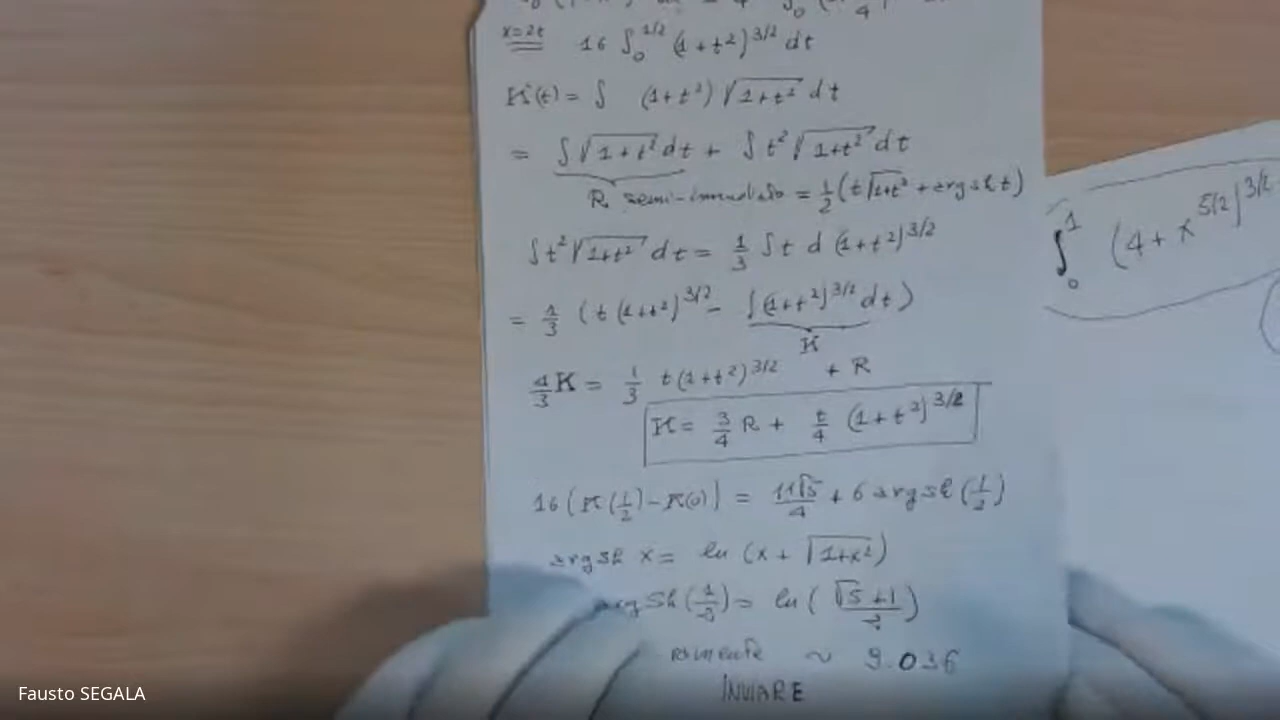 x=2t 16 ∫₀^1/2 (1+t²)^3/2 dt
K(t) = ∫ (1+t²) √1+t² dt
= ∫√1+t² dt + ∫t² √1+t² dt
R = ½(t√1+t² + argsh t)
∫t² √1+t² dt = 1/3 ∫t d (1+t²)^3/2
= 1/3 (t (1+t²)^3/2 - ∫(1+t²)^3/2 dt)
K
4/3 K = 1/3 t(1+t²)^3/2 + R
K = 3/4 R + t/4 (1+t²)^3/2
16(K(1/2)-K(0)) = 11√5/4 + 6 argsh(1/2)
argsh x = ln (x + √1+x²)
argSh(1/2) = ln (√5+1/2)
~ 9.036
INVIARE
∫₀^1 (4+x^5/2)^3/2
Fausto SEGALA